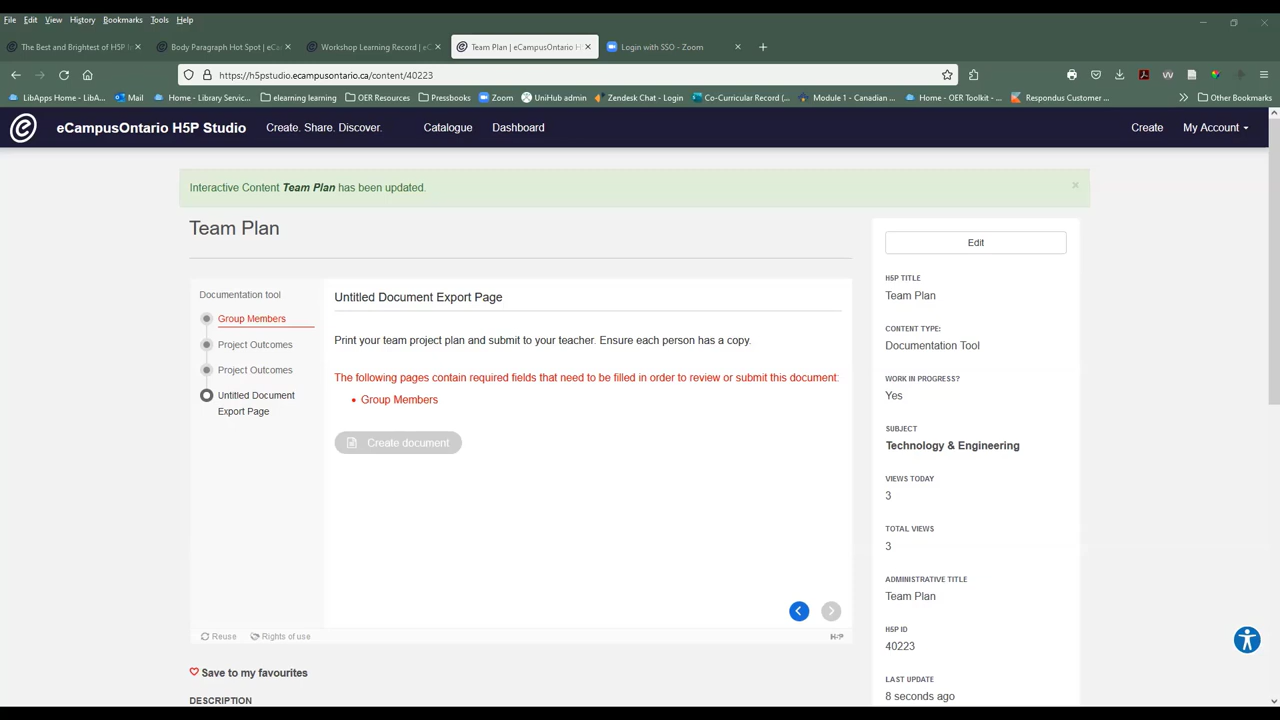 File Edit View History Bookmarks Tools Help
The Best and Brightest of H5P
Body Paragraph Hot Spot | eCa
Workshop Learning Record | eC
Team Plan | eCampusOntario H
Login with SSO - Zoom
https://h5pstudio.ecampusontario.ca/content/40223
LibApps Home - LibA... Mail Home - Library Servic... elearning learning OER Resources Pressbooks Zoom UniHub admin Zendesk Chat - Login Co-Curricular Record (... Module 1 - Canadian ... Home - OER Toolkit - ... Respondus Customer ... Other Bookmarks
eCampusOntario H5P Studio Create. Share. Discover. Catalogue Dashboard Create My Account
Interactive Content Team Plan has been updated.
Team Plan
Documentation tool
Group Members
Project Outcomes
Project Outcomes
Untitled Document
Export Page
Untitled Document Export Page
Print your team project plan and submit to your teacher. Ensure each person has a copy.
The following pages contain required fields that need to be filled in order to review or submit this document:
• Group Members
Create document
Reuse Rights of use H5P
Save to my favourites
DESCRIPTION
Edit
H5P TITLE
Team Plan
CONTENT TYPE:
Documentation Tool
WORK IN PROGRESS?
Yes
SUBJECT
Technology & Engineering
VIEWS TODAY
3
TOTAL VIEWS
3
ADMINISTRATIVE TITLE
Team Plan
H5P ID
40223
LAST UPDATE
8 seconds ago